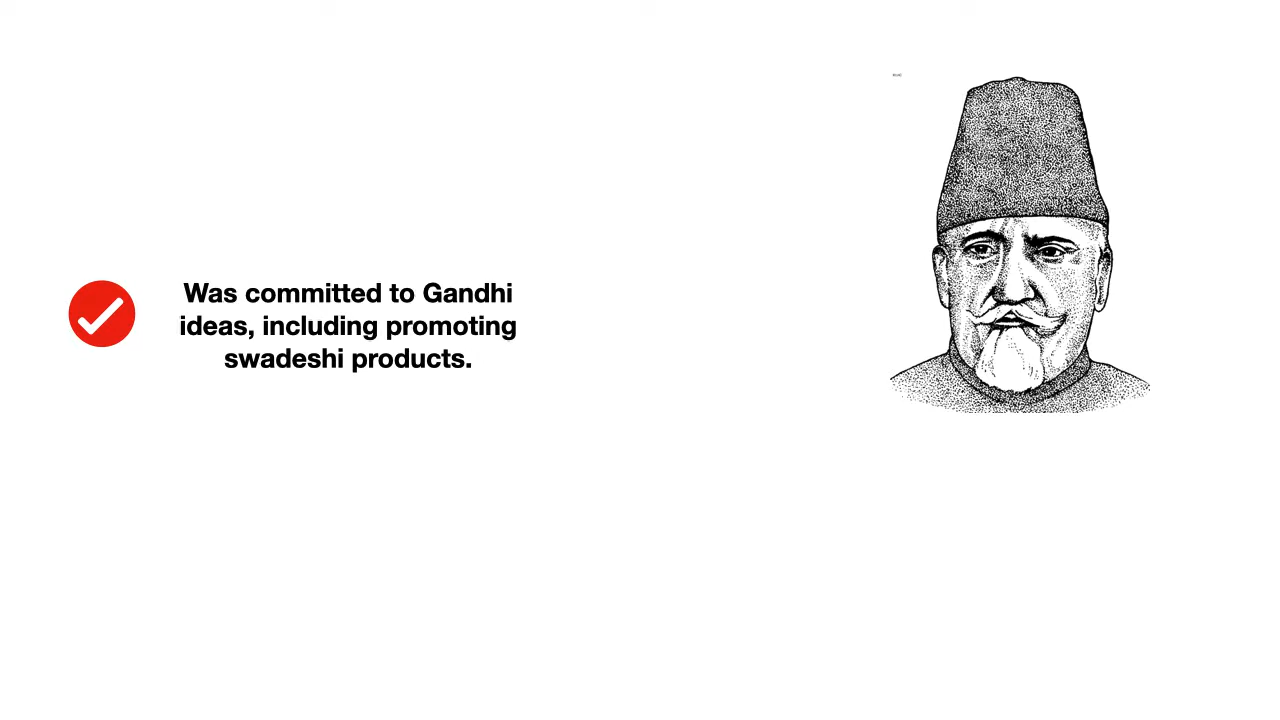 Was committed to Gandhi
ideas, including promoting
swadeshi products.